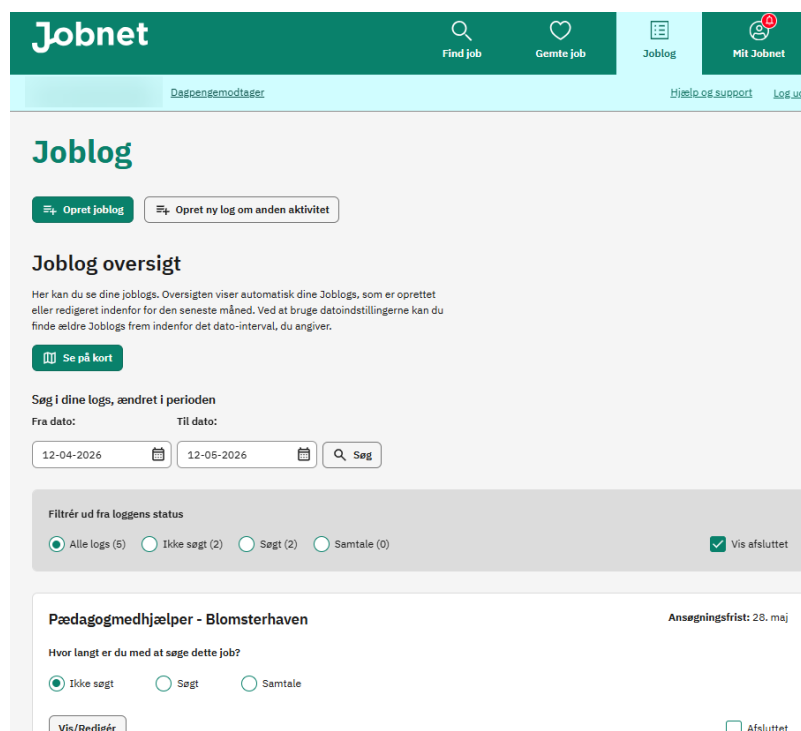 Jobnet
Find job
Gemte job
Joblog
Mit Jobnet
Dagpengemodtager
Hjælp og support
Log ud
Joblog
Opret joblog
Opret ny log om anden aktivitet
Joblog oversigt
Her kan du se dine joblogs. Oversigten viser automatisk dine Joblogs, som er oprettet
eller redigeret indenfor for den seneste måned. Ved at bruge datoindstillingerne kan du
finde ældre Joblogs frem indenfor det dato-interval, du angiver.
Se på kort
Søg i dine logs, ændret i perioden
Fra dato: Til dato:
12-04-2026 12-05-2026 Søg
Filtrér ud fra loggens status
Alle logs (5) Ikke søgt (2) Søgt (2) Samtale (0) Vis afsluttet
Pædagogmedhjælper - Blomsterhaven Ansøgningsfrist: 28. maj
Hvor langt er du med at søge dette job?
Ikke søgt Søgt Samtale
Vis/Redigér Afsluttet